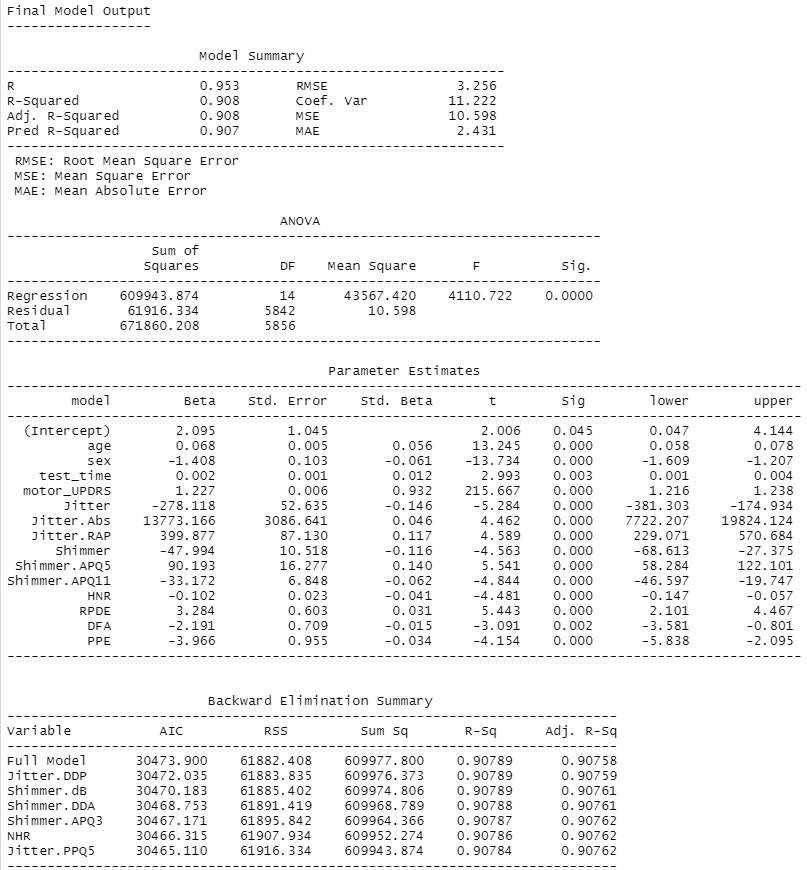 Final Model Output
------------------
Model Summary
--------------------------------------------------------------
R 0.953 RMSE 3.256
R-Squared 0.908 Coef. Var 11.222
Adj. R-Squared 0.908 MSE 10.598
Pred R-Squared 0.907 MAE 2.431
--------------------------------------------------------------
RMSE: Root Mean Square Error
MSE: Mean Square Error
MAE: Mean Absolute Error
ANOVA
--------------------------------------------------------------------------
Sum of
Squares DF Mean Square F Sig.
--------------------------------------------------------------------------
Regression 609943.874 14 43567.420 4110.722 0.0000
Residual 61916.334 5842 10.598
Total 671860.208 5856
--------------------------------------------------------------------------
Parameter Estimates
---------------------------------------------------------------------------------------------------
model Beta Std. Error Std. Beta t Sig lower upper
---------------------------------------------------------------------------------------------------
(Intercept) 2.095 1.045 2.006 0.045 0.047 4.144
age 0.068 0.005 0.056 13.245 0.000 0.058 0.078
sex -1.408 0.103 -0.061 -13.734 0.000 -1.609 -1.207
test_time 0.002 0.001 0.012 2.993 0.003 0.001 0.004
motor_UPDRS 1.227 0.006 0.932 215.667 0.000 1.216 1.238
Jitter -278.118 52.635 -0.146 -5.284 0.000 -381.303 -174.934
Jitter.Abs 13773.166 3086.641 0.046 4.462 0.000 7722.207 19824.124
Jitter.RAP 399.877 87.130 0.117 4.589 0.000 229.071 570.684
Shimmer -47.994 10.518 -0.116 -4.563 0.000 -68.613 -27.375
Shimmer.APQ5 90.193 16.277 0.140 5.541 0.000 58.284 122.101
Shimmer.APQ11 -33.172 6.848 -0.062 -4.844 0.000 -46.597 -19.747
HNR -0.102 0.023 -0.041 -4.481 0.000 -0.147 -0.057
RPDE 3.284 0.603 0.031 5.443 0.000 2.101 4.467
DFA -2.191 0.709 -0.015 -3.091 0.002 -3.581 -0.801
PPE -3.966 0.955 -0.034 -4.154 0.000 -5.838 -2.095
---------------------------------------------------------------------------------------------------
Backward Elimination Summary
----------------------------------------------------------------------------
Variable AIC RSS Sum Sq R-Sq Adj. R-Sq
----------------------------------------------------------------------------
Full Model 30473.900 61882.408 609977.800 0.90789 0.90758
Jitter.DDP 30472.035 61883.835 609976.373 0.90789 0.90759
Shimmer.dB 30470.183 61885.402 609974.806 0.90789 0.90761
Shimmer.DDA 30468.753 61891.419 609968.789 0.90788 0.90761
Shimmer.APQ3 30467.171 61895.842 609964.366 0.90787 0.90762
NHR 30466.315 61907.934 609952.274 0.90786 0.90762
Jitter.PPQ5 30465.110 61916.334 609943.874 0.90784 0.90762
----------------------------------------------------------------------------